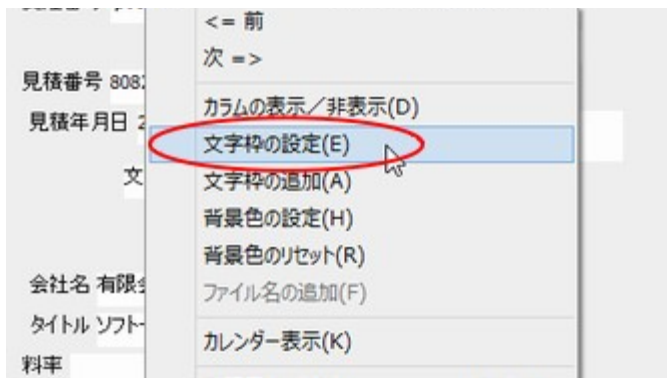 <= 前
次 =>
見積番号 8082
カラムの表示／非表示(D)
見積年月日 2
文字枠の設定(E)
文
文字枠の追加(A)
背景色の設定(H)
背景色のリセット(R)
会社名 有限会
ファイル名の追加(F)
タイトル ソフト
カレンダー表示(K)
料率